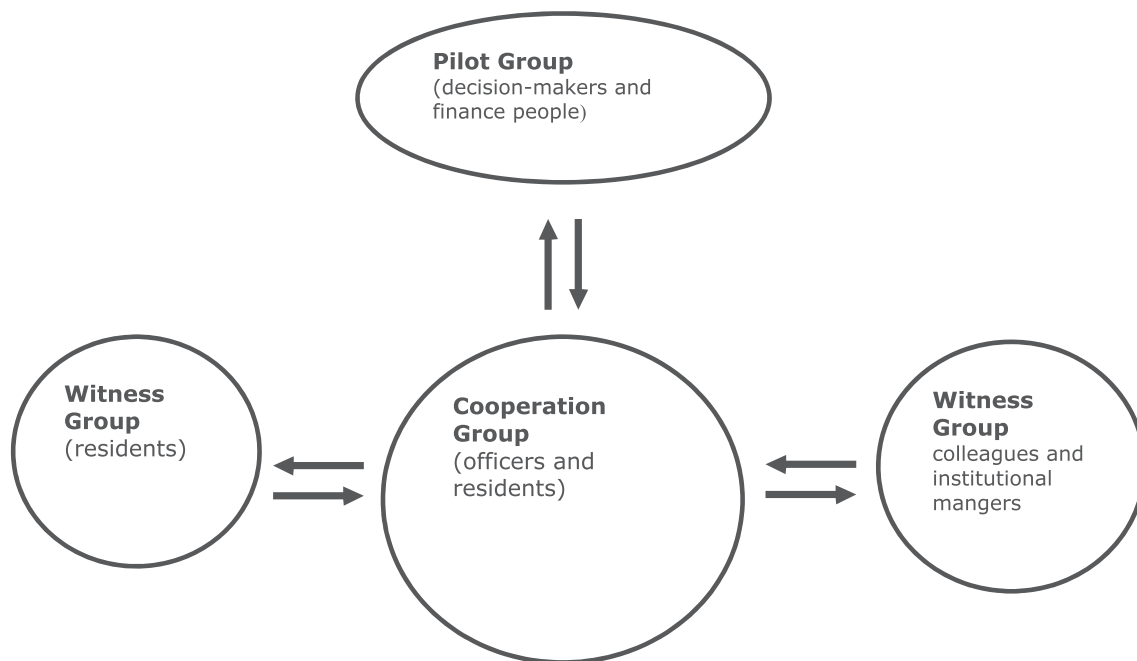 Pilot Group
(decision-makers and
finance people)
Witness
Group
(residents)
Cooperation
Group
(officers and
residents)
Witness
Group
colleagues and
institutional
mangers